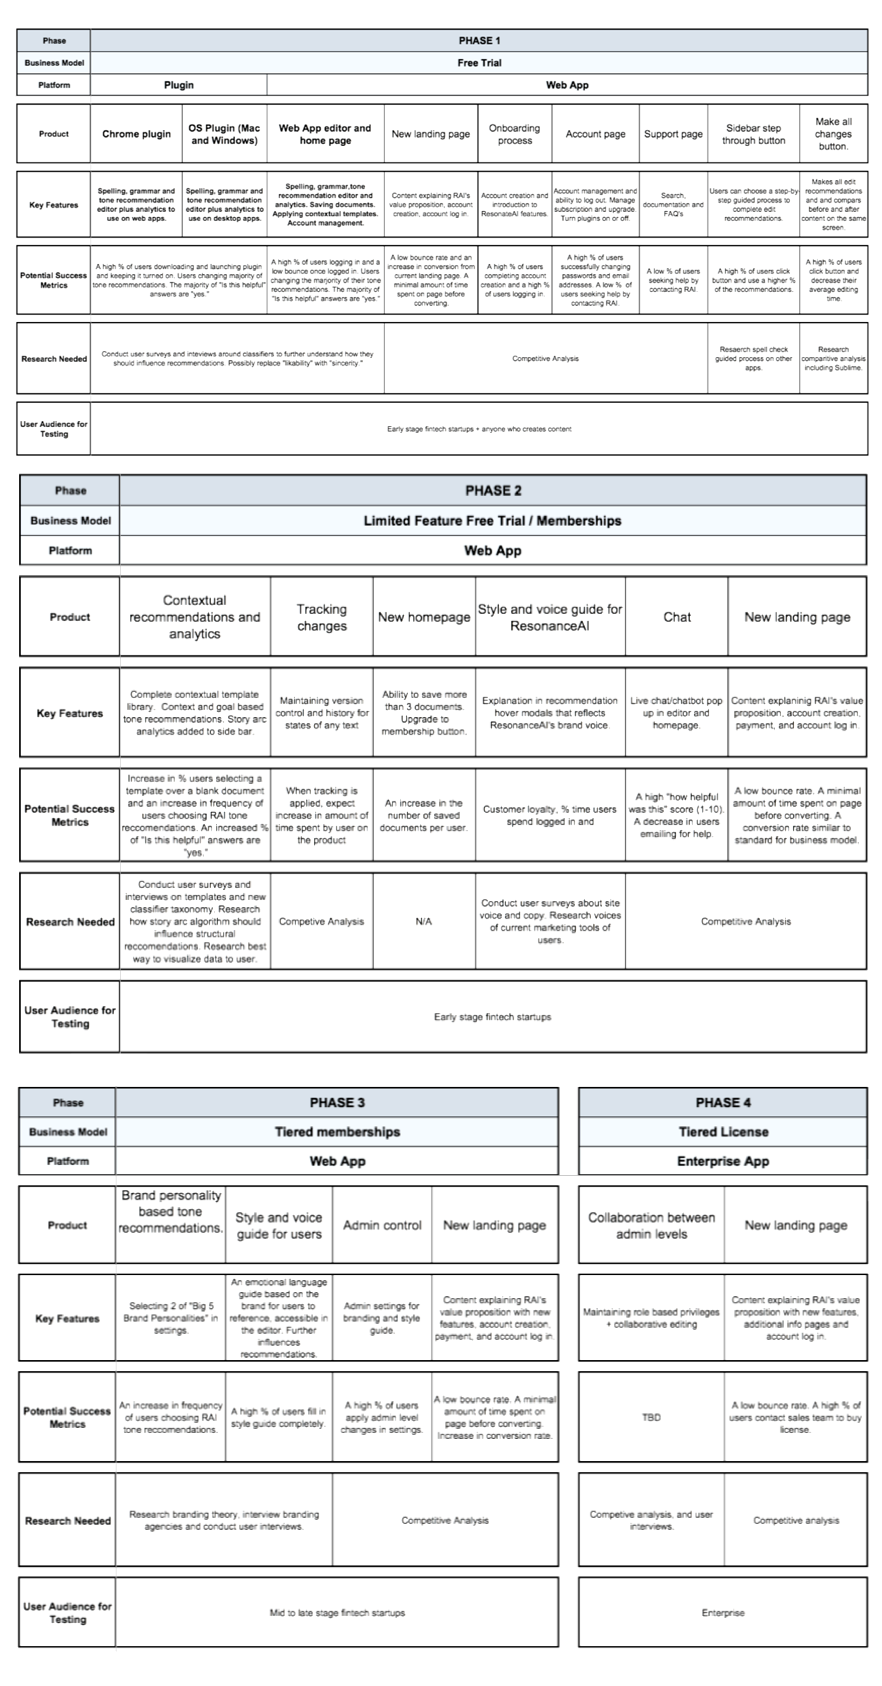 Phase
PHASE 1
Business Model
Free Trial
Platform
Plugin
Web App
Product
Chrome plugin
OS Plugin (Mac
and Windows)
Web App editor and
home page
New landing page
Onboarding
process
Account page
Support page
Sidebar step
through button
Make all
changes
button.
Key Features
Spelling, grammar and
tone recommendation
editor plus analytics to
use on web apps.
Spelling, grammar and
tone recommendation
editor plus analytics to
use on desktop apps.
Spelling, grammar,tone
recommendation editor and
analytics. Saving documents.
Applying contextual templates.
Account management.
Content explaining RAI's
value proposition, account
creation, account log in.
Account creation and
introduction to
ResonateAI features.
Account management and
ability to log out. Manage
subscription and upgrade.
Turn plugins on or off.
Search,
documentation and
FAQ's
Users can choose a step-by-
step guided process to
complete edit
recommendations.
Makes all edit
recommendations
and and compars
before and after
content on the same
screen.
Potential Success
Metrics
A high % of users downloading and launching plugin
and keeping it turned on. Users changing majority of
tone recommendations. The majority of "Is this helpful"
answers are "yes."
A high % of users logging in and a
low bounce once logged in. Users
changing the majority of their tone
recommendations. The majority of
"Is this helpful" answers are "yes."
A low bounce rate and an
increase in conversion from
current landing page. A
minimal amount of time
spent on page before
converting.
A high % of users
completing account
creation and a high %
of users logging in.
A high % of users
successfully changing
passwords and email
addresses. A low % of
users seeking help by
contacting RAI.
A low % of users
seeking help by
contacting RAI.
A high % of users click
button and use a higher %
of the recommendations.
A high % of users
click button and
decrease their
average editing
time.
Research Needed
Conduct user surveys and inteviews around classifiers to further understand how they
should influence recommendations. Possibly replace "likability" with "sincerity."
Competitive Analysis
Resaerch spell check
guided process on other
apps.
Research
compartive analysis
including Sublime.
User Audience for
Testing
Early stage fintech startups + anyone who creates content
Phase
PHASE 2
Business Model
Limited Feature Free Trial / Memberships
Platform
Web App
Product
Contextual
recommendations and
analytics
Tracking
changes
New homepage
Style and voice guide for
ResonanceAI
Chat
New landing page
Key Features
Complete contextual template
library. Context and goal based
tone recommendations. Story arc
analytics added to side bar.
Maintaining version
control and history for
states of any text
Ability to save more
than 3 documents.
Upgrade to
membership button.
Explanation in recommendation
hover modals that reflects
ResonanceAI's brand voice.
Live chat/chatbot pop
up in editor and
homepage.
Content explaninig RAI's value
proposition, account creation,
payment, and account log in.
Potential Success
Metrics
Increase in % users selecting a
template over a blank document
and an increase in frequency of
users choosing RAI tone
reccomendations. An increased %
of "Is this helpful" answers are
"yes."
When tracking is
applied, expect
increase in amount of
time spent by user on
the product
An increase in the
number of saved
documents per user.
Customer loyalty, % time users
spend logged in and
A high "how helpful
was this" score (1-10).
A decrease in users
emailing for help.
A low bounce rate. A minimal
amount of time spent on page
before converting. A
conversion rate similar to
standard for business model.
Research Needed
Conduct user surveys and
interviews on templates and new
classifier taxonomy. Research
how story arc algorithm should
influence structural
reccomendations. Research best
way to visualize data to user.
Competive Analysis
N/A
Conduct user surveys about site
voice and copy. Research voices
of current marketing tools of
users.
Competitive Analysis
User Audience for
Testing
Early stage fintech startups
Phase
PHASE 3
PHASE 4
Business Model
Tiered memberships
Tiered License
Platform
Web App
Enterprise App
Product
Brand personality
based tone
recommendations.
Style and voice
guide for users
Admin control
New landing page
Collaboration between
admin levels
New landing page
Key Features
Selecting 2 of "Big 5
Brand Personalities" in
settings.
An emotional language
guide based on the
brand for users to
reference, accessible in
the editor. Further
influences
recommendations.
Admin settings for
branding and style
guide.
Content explaining RAI's
value proposition with new
features, account creation,
payment, and account log in.
Maintaining role based privileges
+ collaborative editing
Content explaining RAI's value
proposition with new features,
additional info pages and
account log in.
Potential Success
Metrics
An increase in frequency
of users choosing RAI
tone reccomendations.
A high % of users fill in
style guide completely.
A high % of users
apply admin level
changes in settings.
A low bounce rate. A minimal
amount of time spent on
page before converting.
Increase in conversion rate.
TBD
A low bounce rate. A high % of
users contact sales team to buy
license.
Research Needed
Research branding theory, interview branding
agencies and conduct user interviews.
Competitive Analysis
Competive analysis, and user
interviews.
Competitive analysis
User Audience for
Testing
Mid to late stage fintech startups
Enterprise